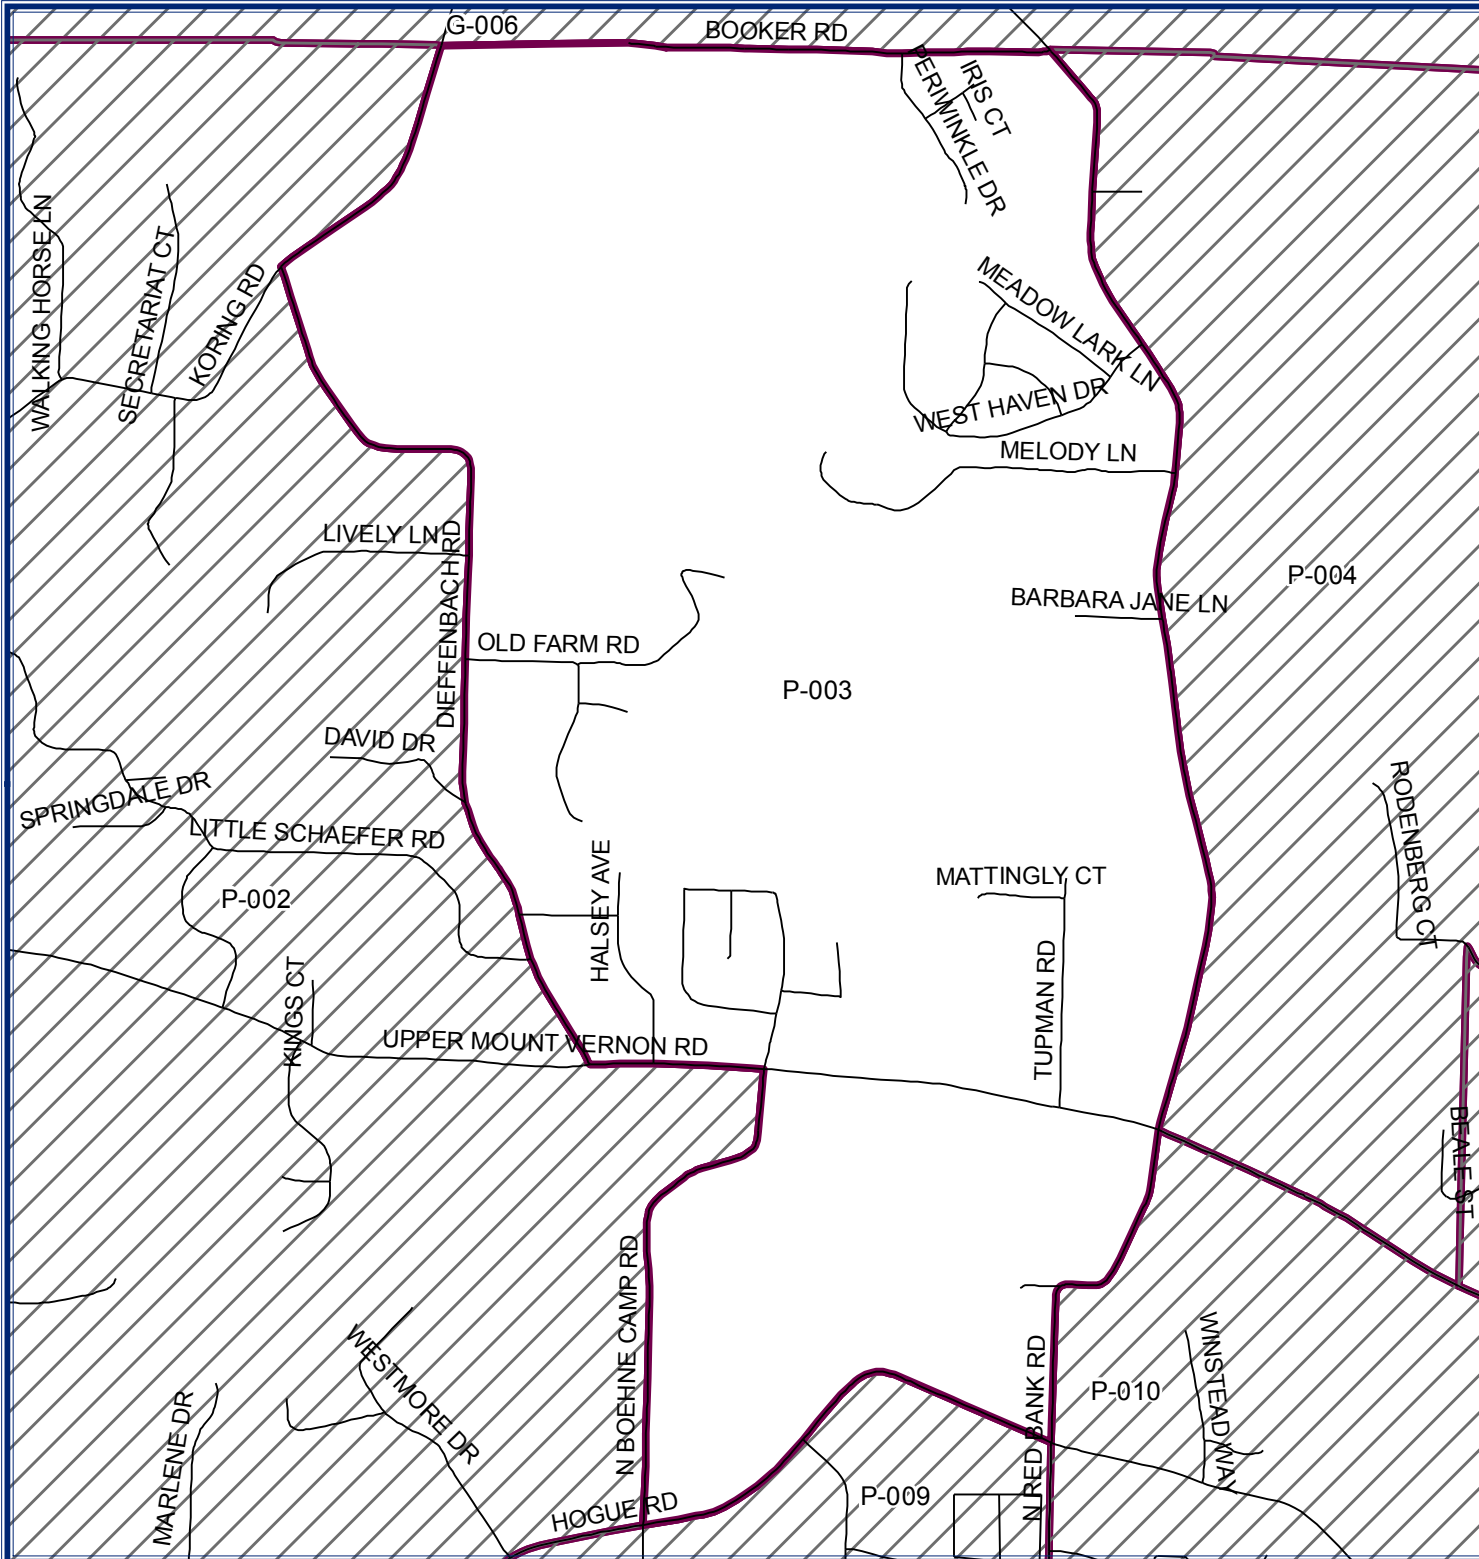 G-006
BOOKER RD
PERIWINKLE DR
IRIS CT
WALKING HORSE LN
SECRETARIAT CT
KORING RD
MEADOW LARK LN
WEST HAVEN DR
MELODY LN
LIVELY LN
DIEFFENBACH RD
P-004
BARBARA JANE LN
OLD FARM RD
P-003
DAVID DR
SPRINGDALE DR
LITTLE SCHAEFER RD
RODENBERG CT
HALSEY AVE
MATTINGLY CT
P-002
KINGS CT
TUPMAN RD
UPPER MOUNT VERNON RD
BEALE ST
N BOEHNE CAMP RD
WESTMORE DR
WINSTEAD WAY
N RED BANK RD
P-010
MARLENE DR
HOGUE RD
P-009